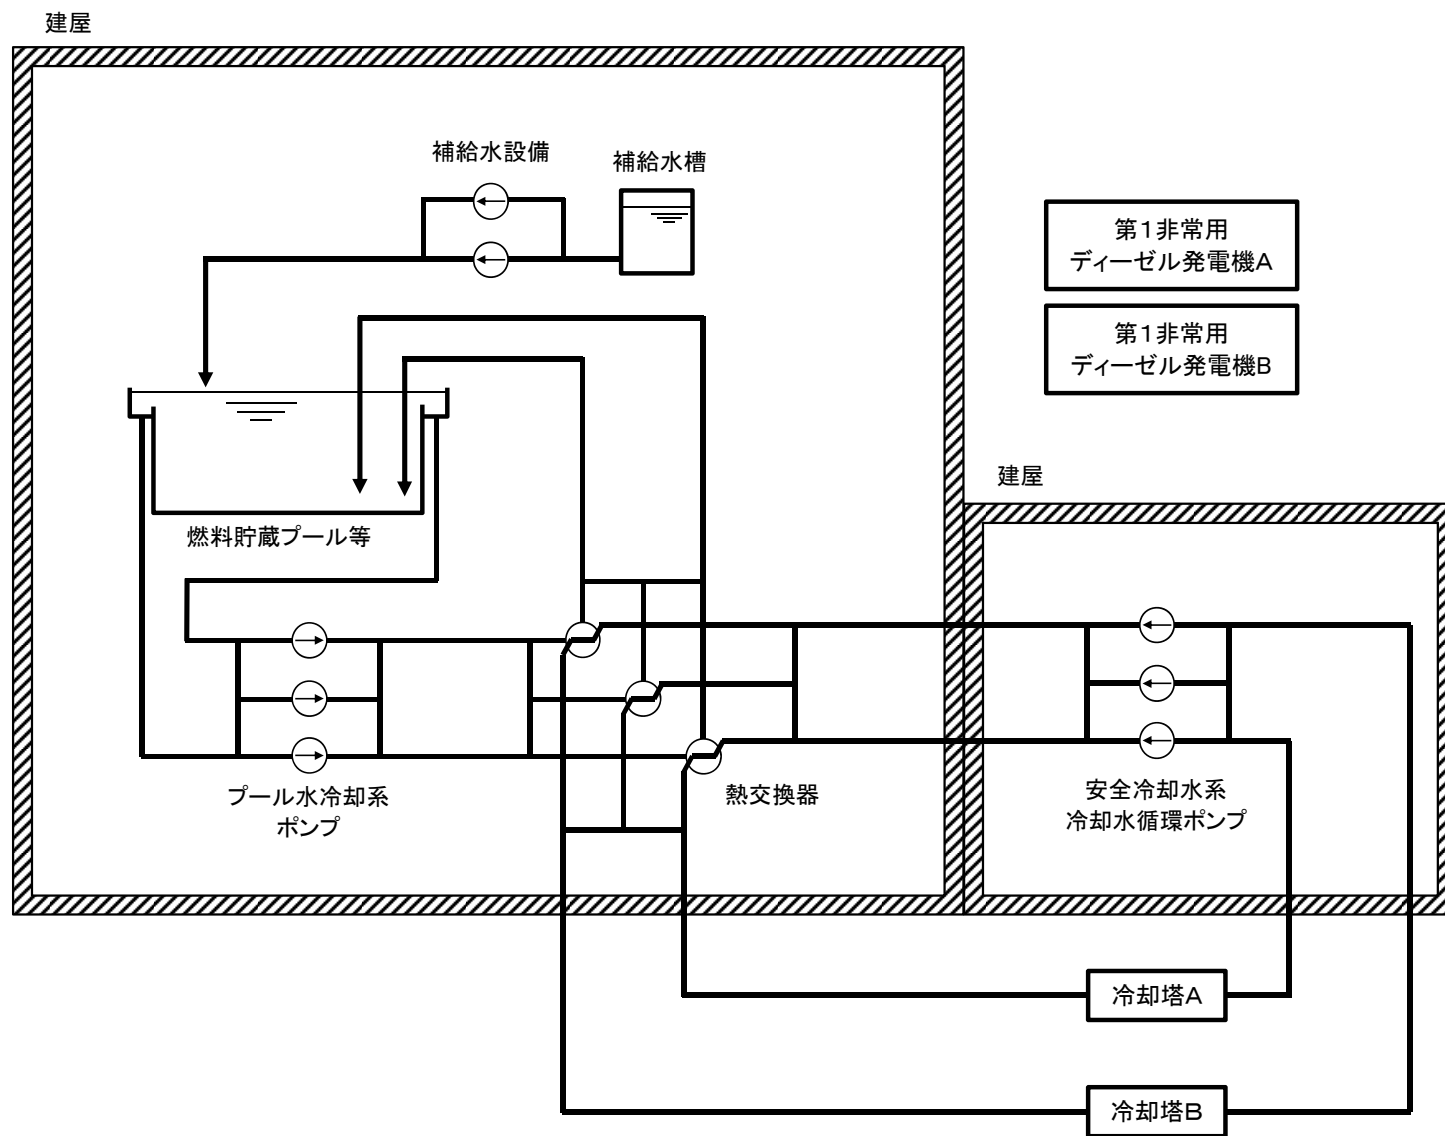 建屋
補給水設備
補給水槽
第1非常用
ディーゼル発電機A
第1非常用
ディーゼル発電機B
建屋
燃料貯蔵プール等
プール水冷却系
ポンプ
熱交換器
安全冷却水系
冷却水循環ポンプ
冷却塔A
冷却塔B